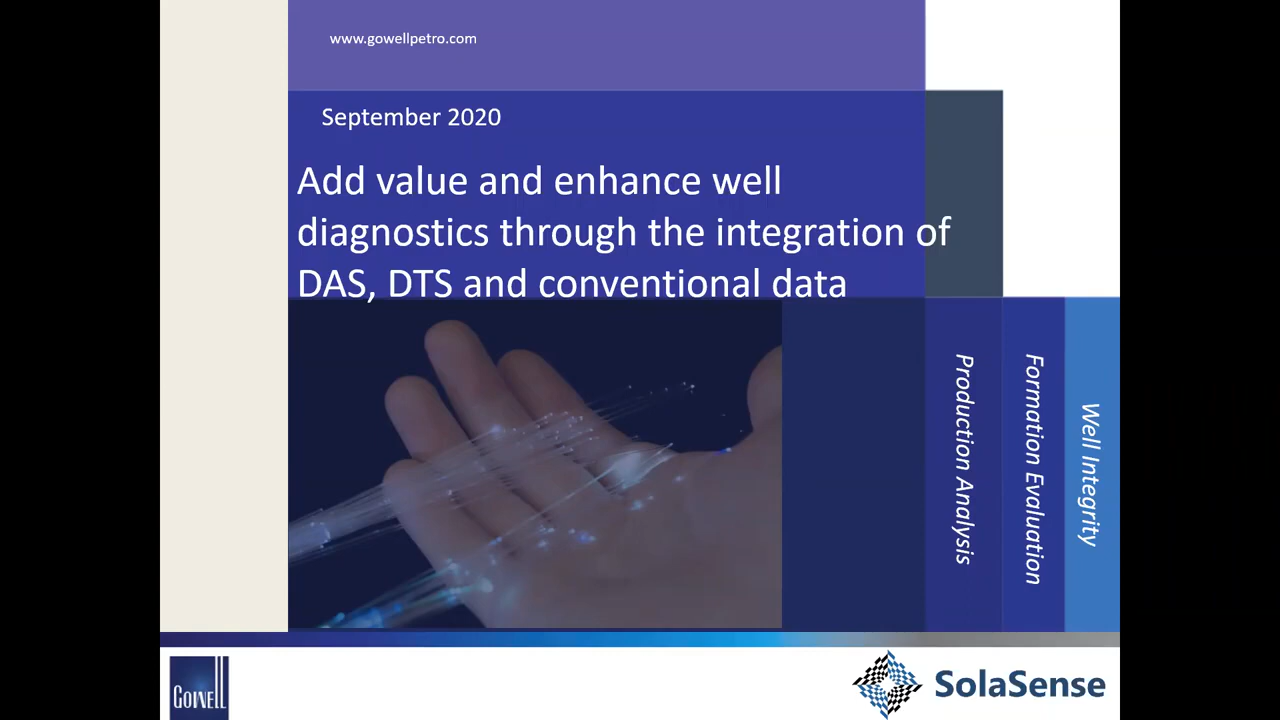 www.gowellpetro.com
September 2020
Add value and enhance well
diagnostics through the integration of
DAS, DTS and conventional data
Production Analysis
Formation Evaluation
Well Integrity
GOWELL
SolaSense